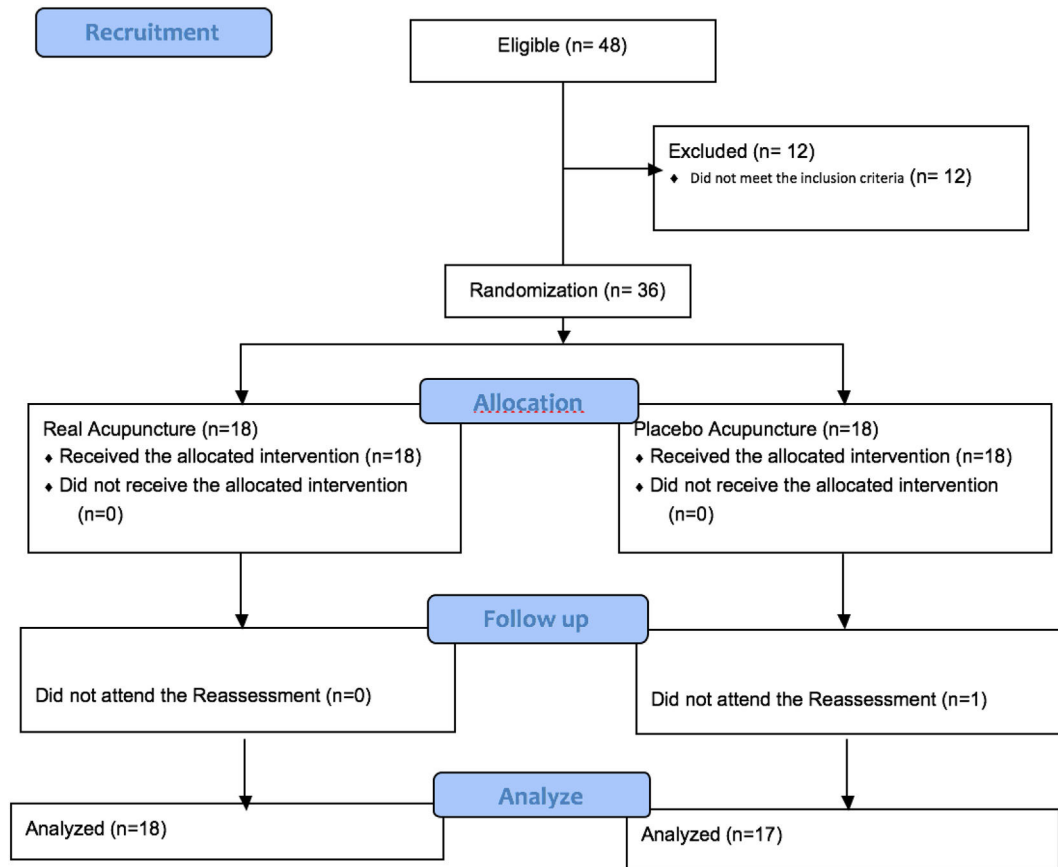 Recruitment
Eligible (n= 48)
Excluded (n= 12)
♦ Did not meet the inclusion criteria (n= 12)
Randomization (n= 36)
Allocation
Real Acupuncture (n=18)
♦ Received the allocated intervention (n=18)
♦ Did not receive the allocated intervention
(n=0)
Placebo Acupuncture (n=18)
♦ Received the allocated intervention (n=18)
♦ Did not receive the allocated intervention
(n=0)
Follow up
Did not attend the Reassessment (n=0)
Did not attend the Reassessment (n=1)
Analyze
Analyzed (n=18)
Analyzed (n=17)